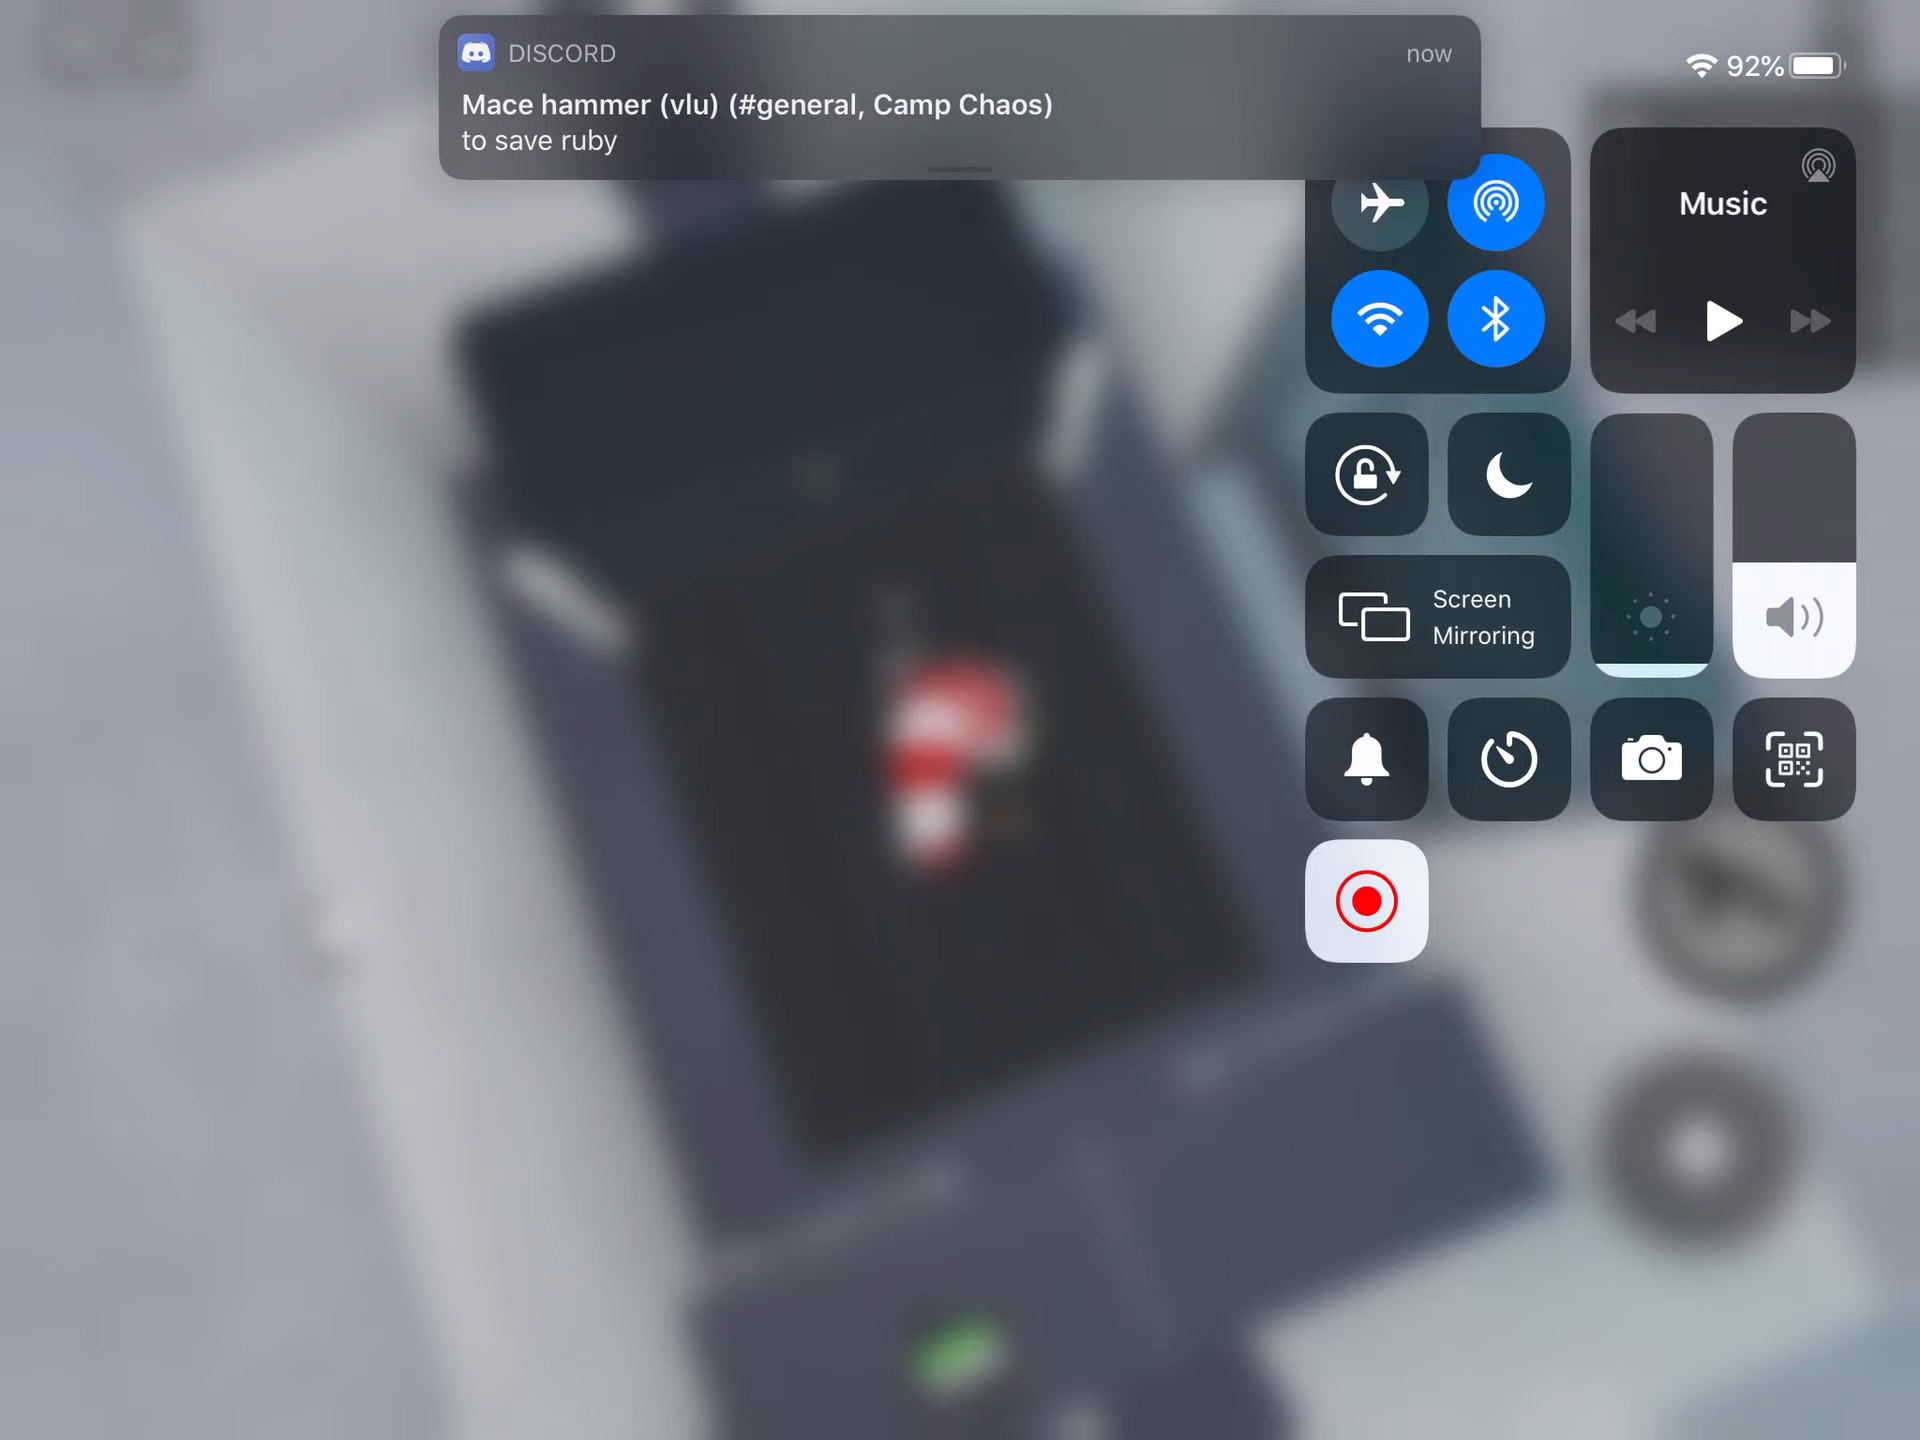 DISCORD
now
Mace hammer (vlu) (#general, Camp Chaos)
to save ruby
92%
Music
Screen
Mirroring